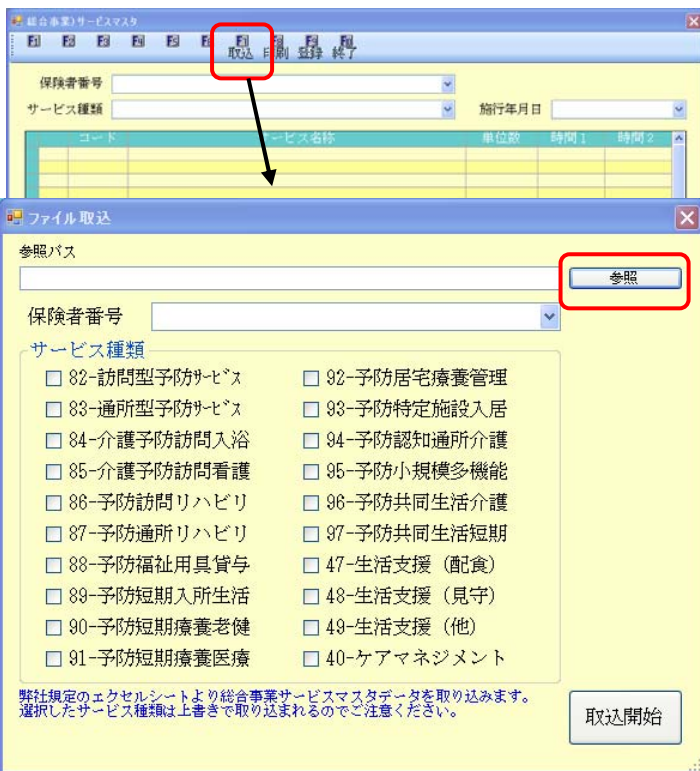 総合事業)サービスマスタ
F1 F2 F3 F4 F5
取込 印刷 登録 終了
保険者番号
サービス種類 施行年月日
コード サービス名称 単位数 時間1 時間2
ファイル取込
参照パス
参照
保険者番号
サービス種類
82-訪問型予防ｻｰﾋﾞｽ 92-予防居宅療養管理
83-通所型予防ｻｰﾋﾞｽ 93-予防特定施設入居
84-介護予防訪問入浴 94-予防認知通所介護
85-介護予防訪問看護 95-予防小規模多機能
86-予防訪問リハビリ 96-予防共同生活介護
87-予防通所リハビリ 97-予防共同生活短期
88-予防福祉用具貸与 47-生活支援（配食）
89-予防短期入所生活 48-生活支援（見守）
90-予防短期療養老健 49-生活支援（他）
91-予防短期療養医療 40-ケアマネジメント
弊社規定のエクセルシートより総合事業サービスマスタデータを取り込みます。
選択したサービス種類は上書きで取り込まれるのでご注意ください。
取込開始